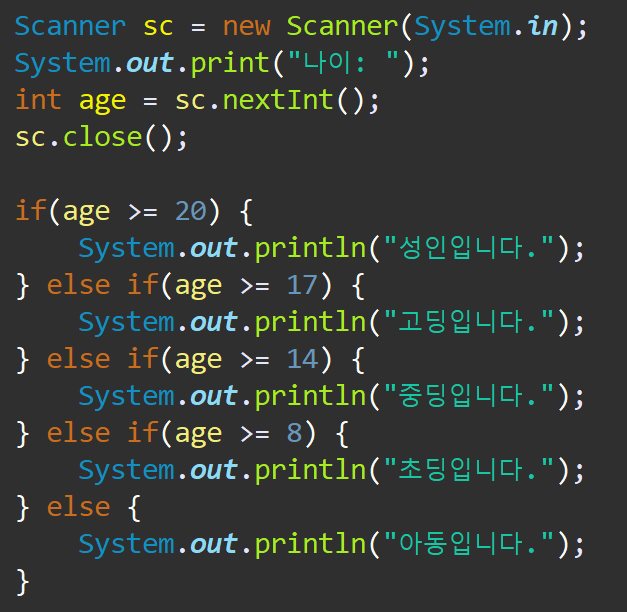 Scanner sc = new Scanner(System.in);
System.out.print("나이: ");
int age = sc.nextInt();
sc.close();

if(age >= 20) {
    System.out.println("성인입니다.");
} else if(age >= 17) {
    System.out.println("고딩입니다.");
} else if(age >= 14) {
    System.out.println("중딩입니다.");
} else if(age >= 8) {
    System.out.println("초딩입니다.");
} else {
    System.out.println("아동입니다.");
}